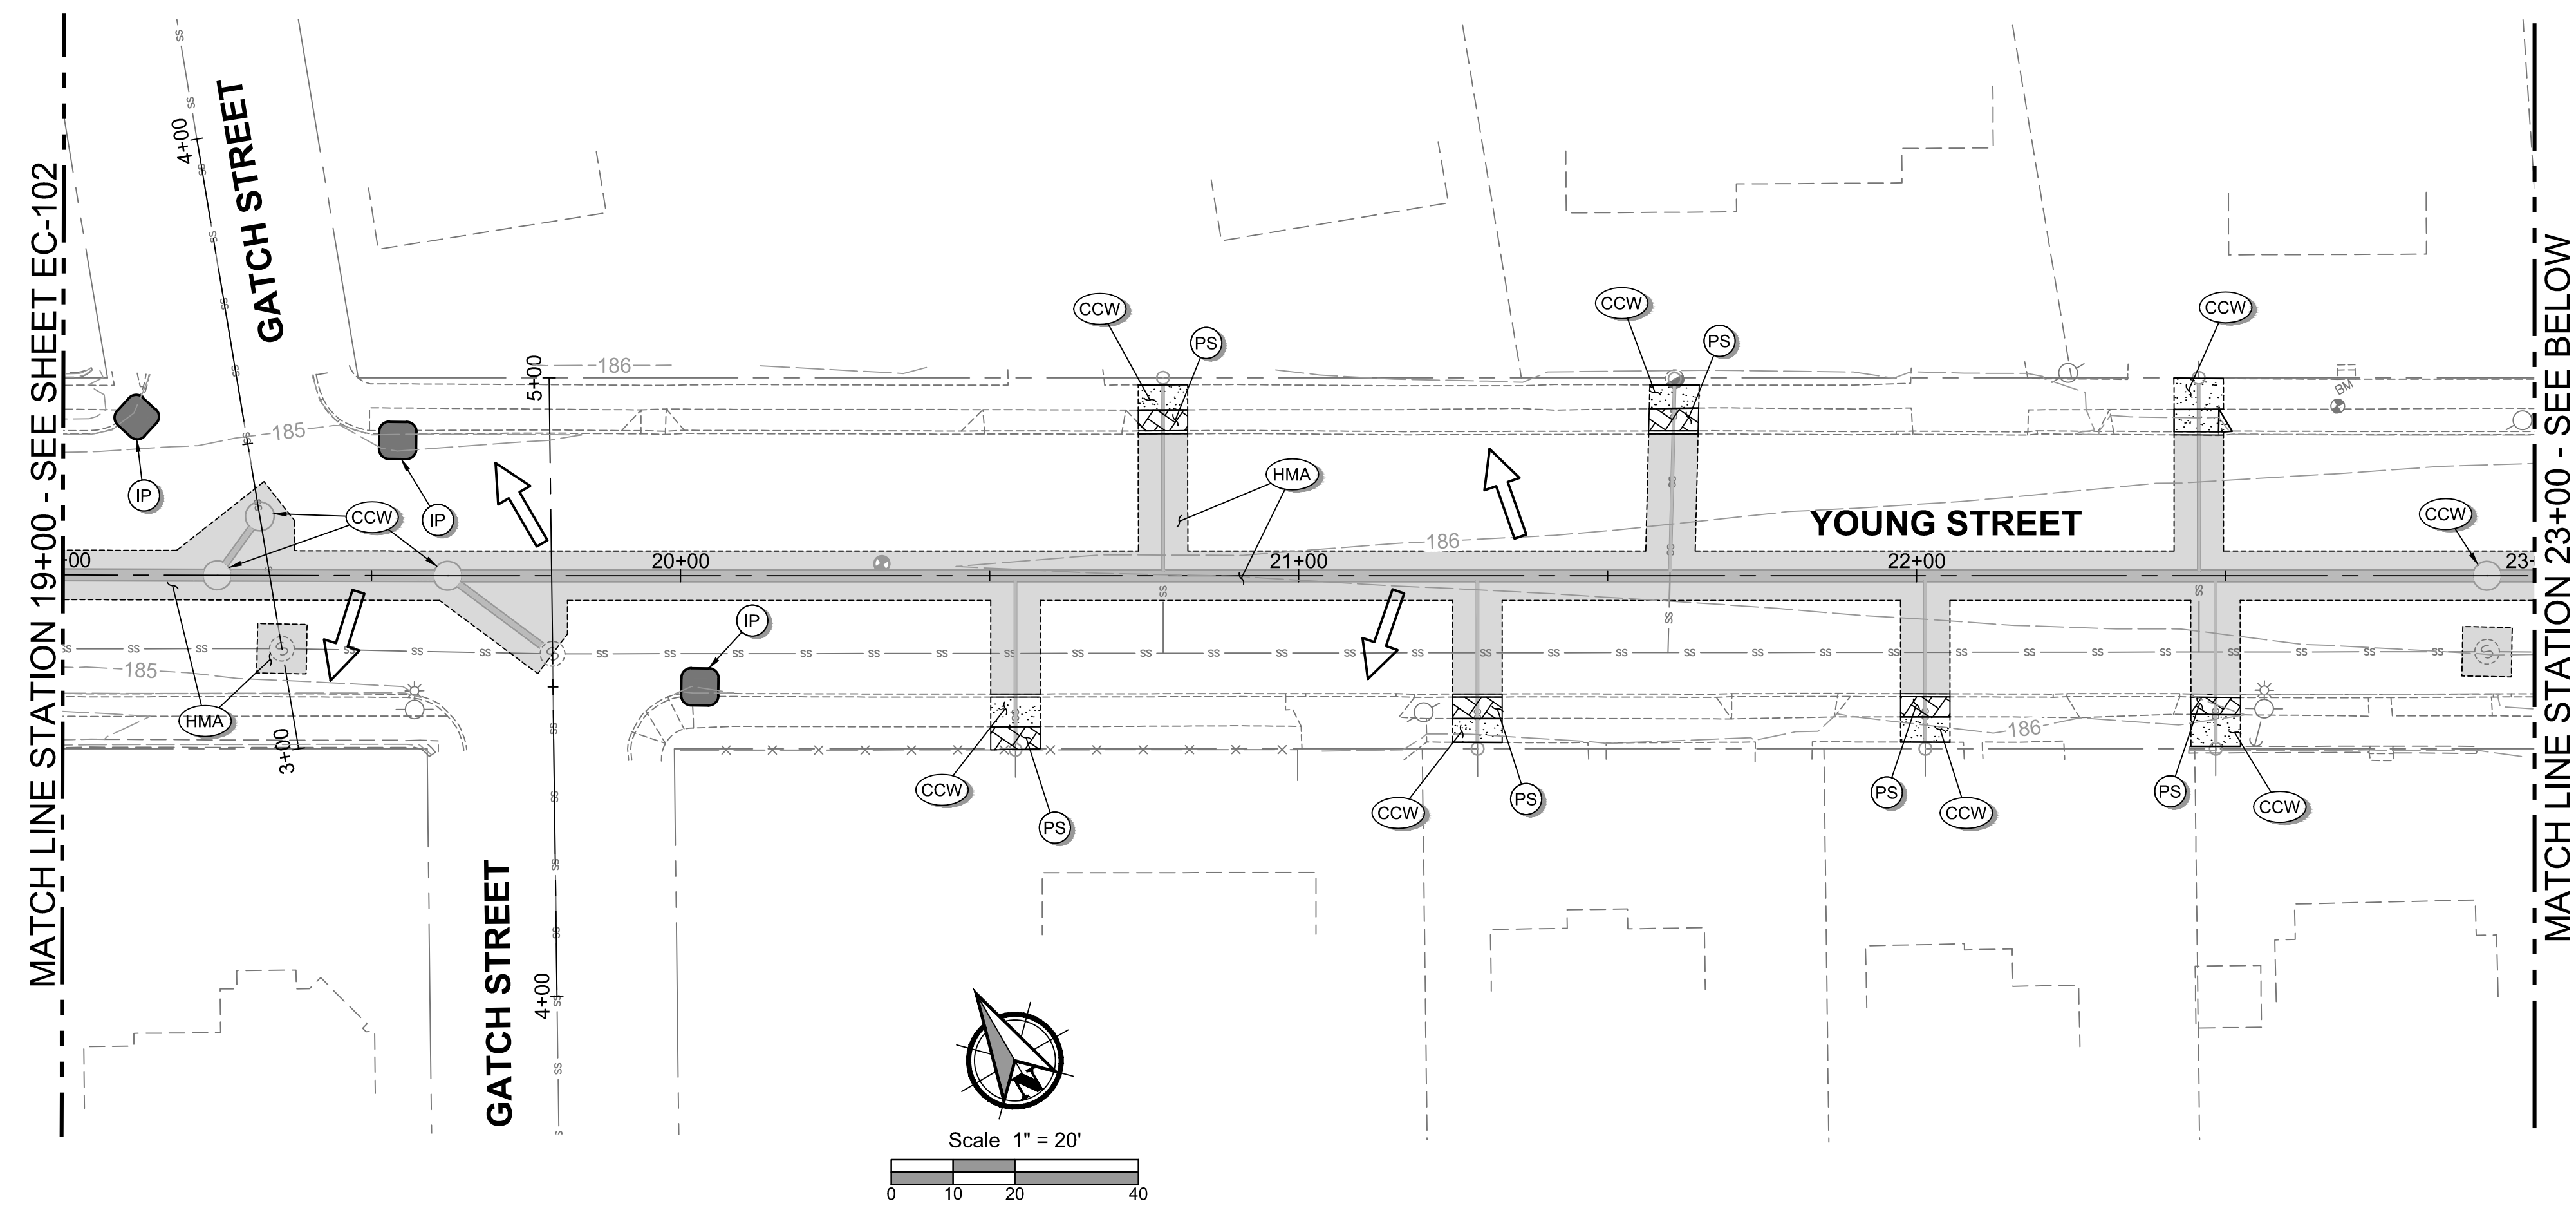 MATCH LINE STATION 19+00 - SEE SHEET EC-102
GATCH STREET
4+00
5+00
186
CCW
PS
CCW
PS
CCW
BM
185
IP
IP
CCW
HMA
186
YOUNG STREET
CCW
-00
20+00
21+00
22+00
23-
S
SS
IP
185
HMA
3+00
186
CCW
PS
CCW
PS
PS
CCW
PS
CCW
GATCH STREET
4+00
N
Scale 1" = 20'
0 10 20 40
MATCH LINE STATION 23+00 - SEE BELOW